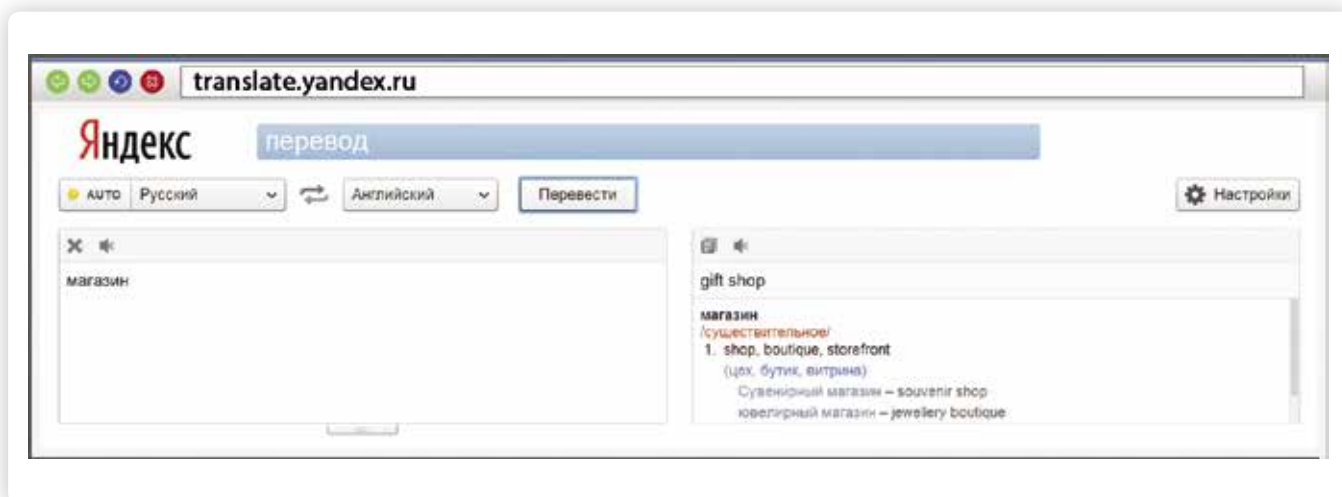 translate.yandex.ru
Яндекс
перевод
AUTO Русский
Английский
Перевести
Настройки
магазин
gift shop
магазин
/существительное/
1. shop, boutique, storefront
(цех, бутик, витрина)
Сувенирный магазин – souvenir shop
ювелирный магазин – jewellery boutique